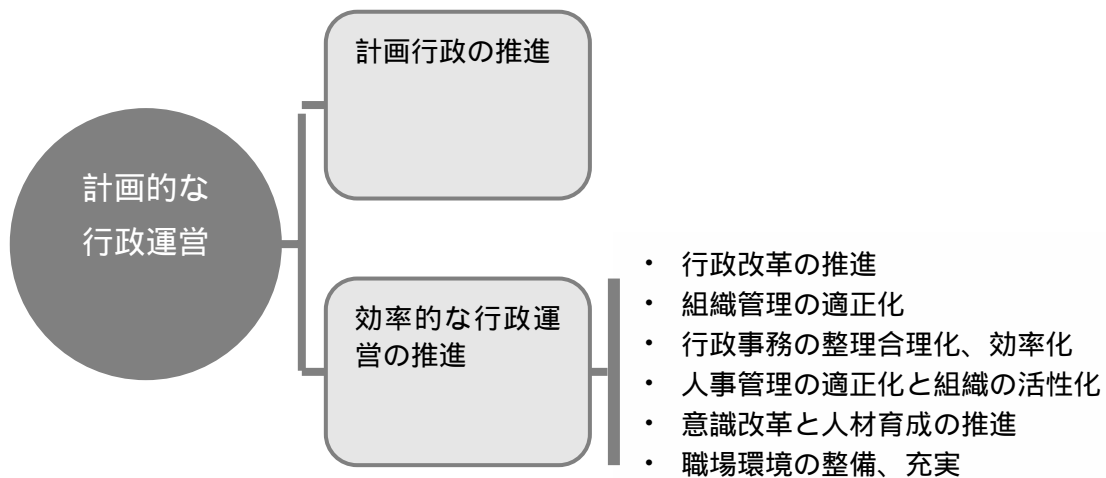 計画行政の推進
計画的な
行政運営
効率的な行政運
営の推進
・ 行政改革の推進
・ 組織管理の適正化
・ 行政事務の整理合理化、効率化
・ 人事管理の適正化と組織の活性化
・ 意識改革と人材育成の推進
・ 職場環境の整備、充実